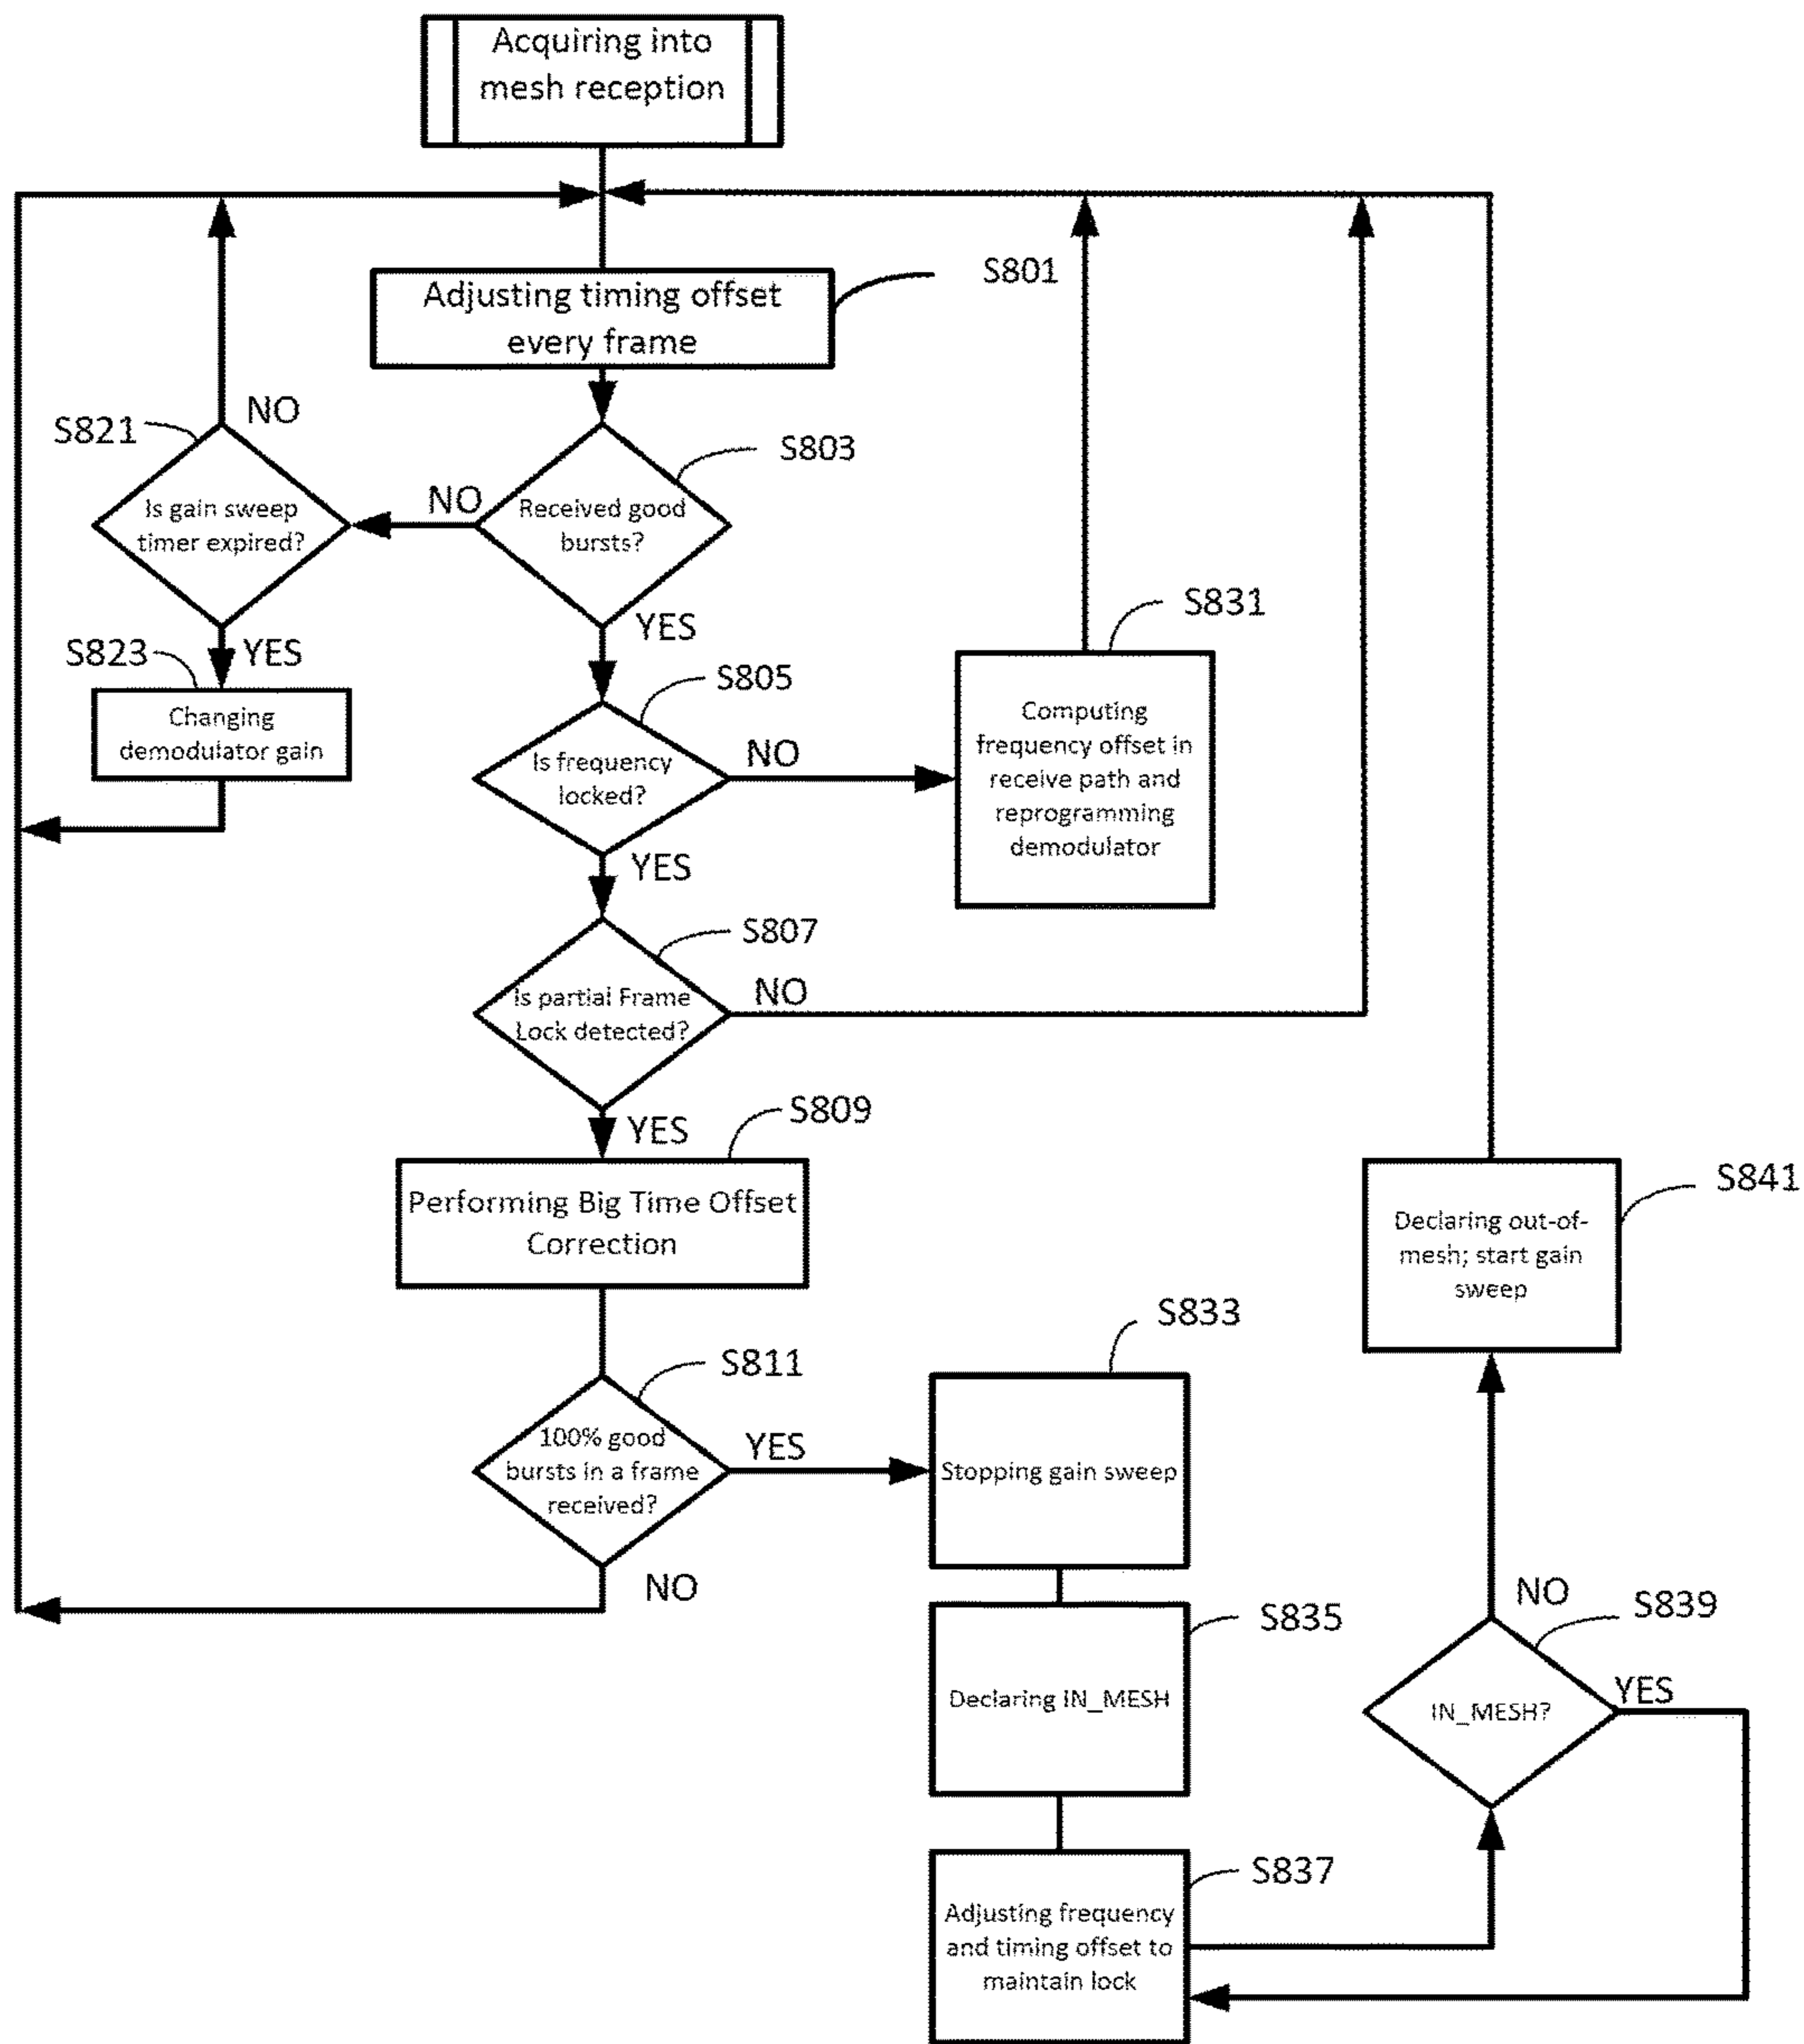 Acquiring into
mesh reception
S801
Adjusting timing offset
every frame
NO
S821
S803
NO
Is gain sweep
timer expired?
Received good
bursts?
YES
S831
S823
YES
S805
Changing
demodulator gain
Computing
frequency offset in
receive path and
reprogramming
demodulator
Is frequency
locked?
NO
YES
S807
Is partial Frame
Lock detected?
NO
S809
YES
Performing Big Time Offset
Correction
S841
Declaring out-of-
mesh; start gain
sweep
S833
S811
100% good
bursts in a frame
received?
YES
Stopping gain sweep
NO
NO
S839
S835
Declaring IN_MESH
IN_MESH?
YES
S837
Adjusting frequency
and timing offset to
maintain lock